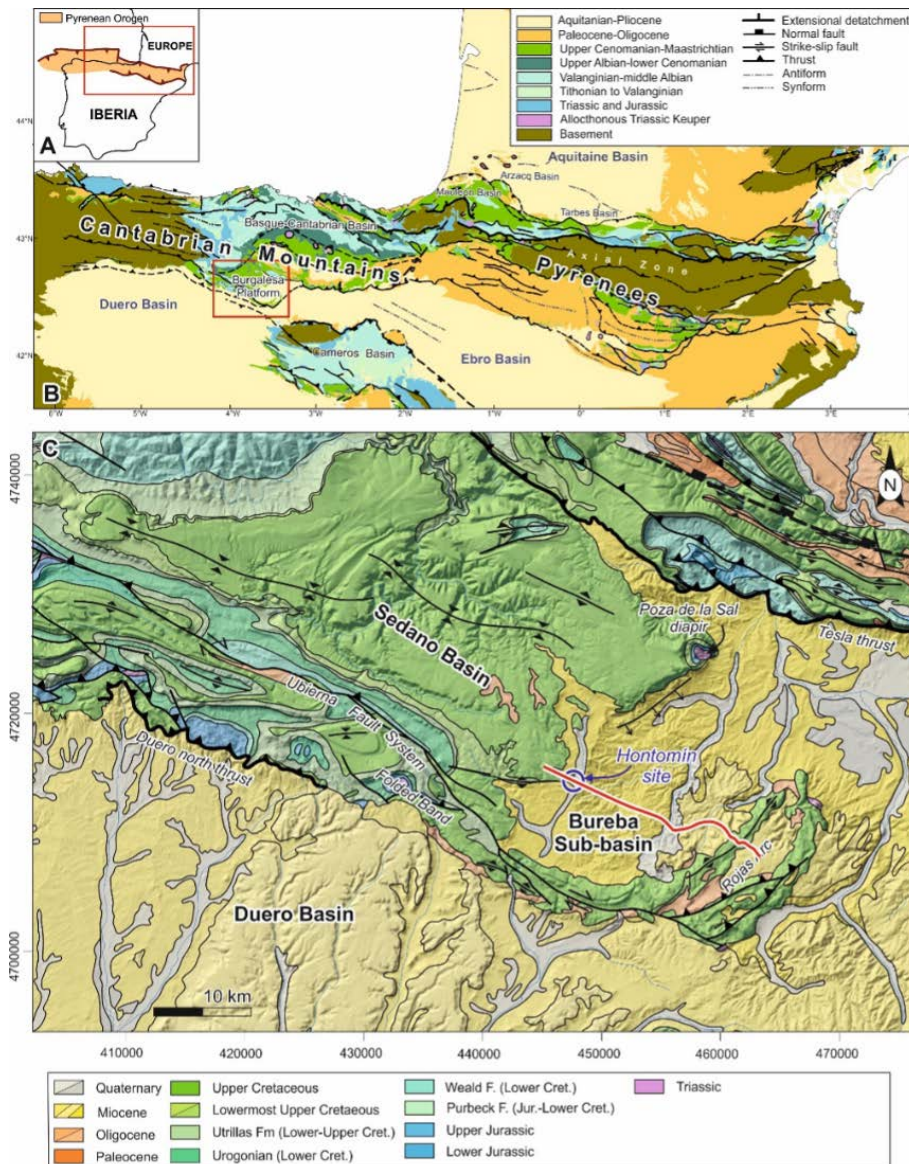 Pyrenean Orogen
EUROPE
IBERIA
A
Aquitanian-Pliocene
Paleocene-Oligocene
Upper Cenomanian-Maastrichtian
Upper Albian-lower Cenomanian
Valanginian-middle Albian
Tithonian to Valanginian
Triassic and Jurassic
Allocthonous Triassic Keuper
Basement
Extensional detatchment
Normal fault
Strike-slip fault
Thrust
Antiform
Synform
44°N
43°N
42°N
Aquitaine Basin
Arzacq Basin
Mauleon Basin
Tarbes Basin
Basque-Cantabrian Basin
Cantabrian Mountains
Pyrenees
Axial Zone
Burgalesa
Platform
Duero Basin
Cameros Basin
Ebro Basin
B
6°W 5°W 4°W 3°W 2°W 1°W 0° 1°E 2°E 3°E
C
N
4740000
4720000
4700000
Sedano Basin
Poza de la Sal
diapir
Tesla thrust
Ubierna Fault System
Duero north thrust
Folded Band
Hontomín
site
Bureba
Sub-basin
Rojas Arc
Duero Basin
10 km
410000 420000 430000 440000 450000 460000 470000
Quaternary
Miocene
Oligocene
Paleocene
Upper Cretaceous
Lowermost Upper Cretaeous
Utrillas Fm (Lower-Upper Cret.)
Urogonian (Lower Cret.)
Weald F. (Lower Cret.)
Purbeck F. (Jur.-Lower Cret.)
Upper Jurassic
Lower Jurassic
Triassic